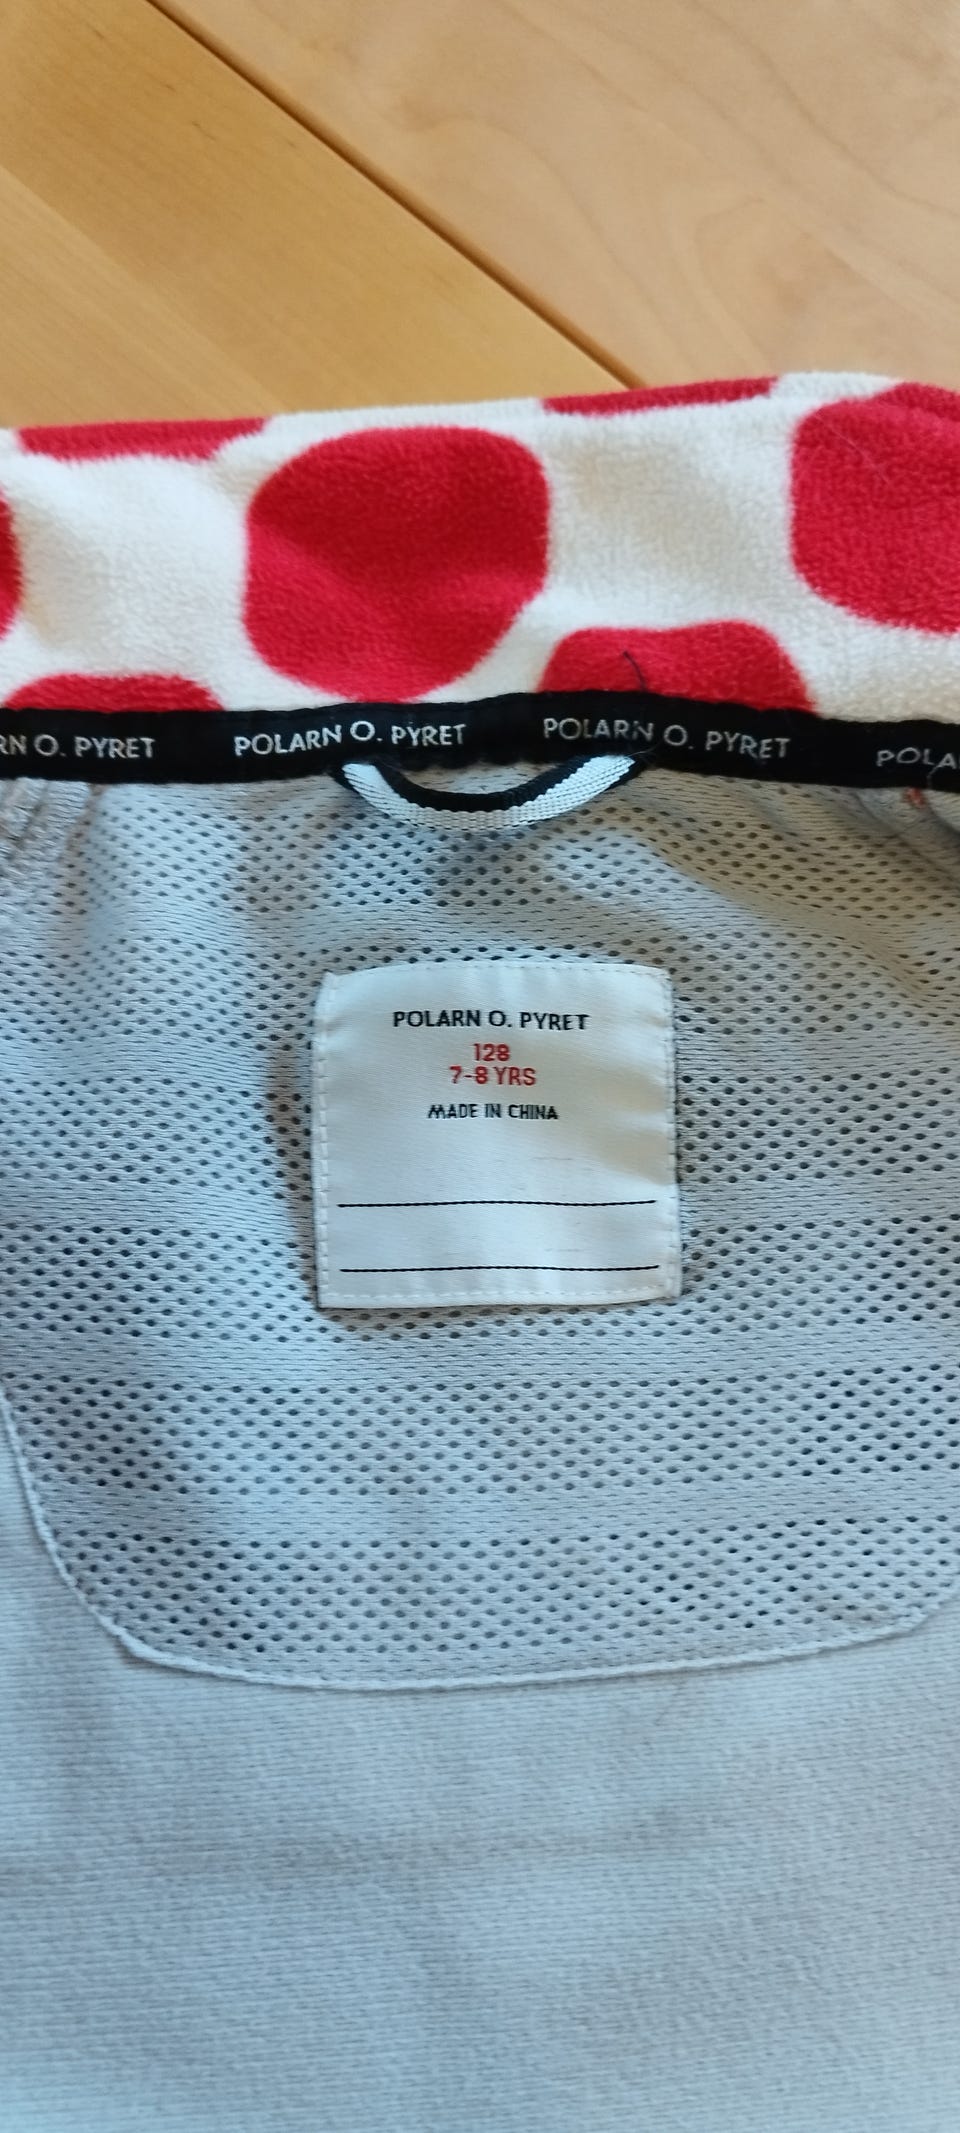 RN O. PYRET POLARN O. PYRET POLARN O. PYRET POLA
POLARN O. PYRET
128
7-8 YRS
MADE IN CHINA